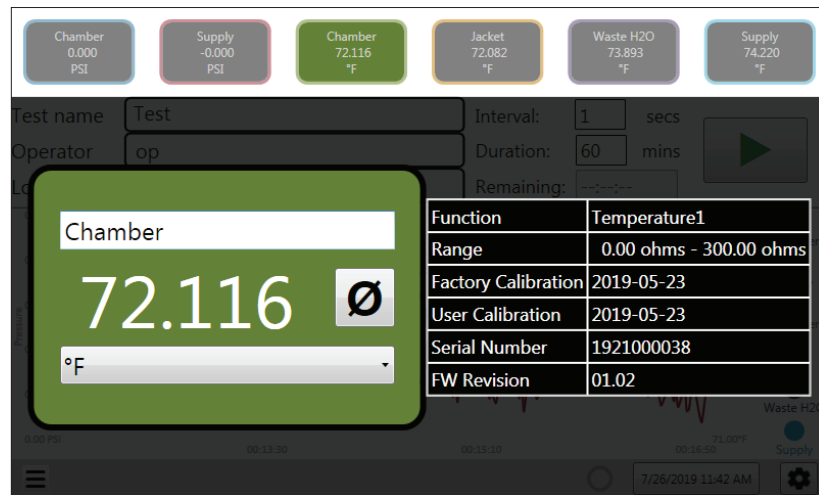 Chamber
0.000
PSI
Supply
-0.000
PSI
Chamber
72.116
°F
Jacket
72.082
°F
Waste H2O
73.893
°F
Supply
74.220
°F
Test name Test Interval: 1 secs
Operator op Duration: 60 mins
Remaining: --:--:--
Chamber
72.116 Ø
°F
Function Temperature1
Range 0.00 ohms - 300.00 ohms
Factory Calibration 2019-05-23
User Calibration 2019-05-23
Serial Number 1921000038
FW Revision 01.02
Pressure
Waste H2O
0.00 PSI 71.00°F
00:13:30 00:15:10 00:16:50 Supply
7/26/2019 11:42 AM